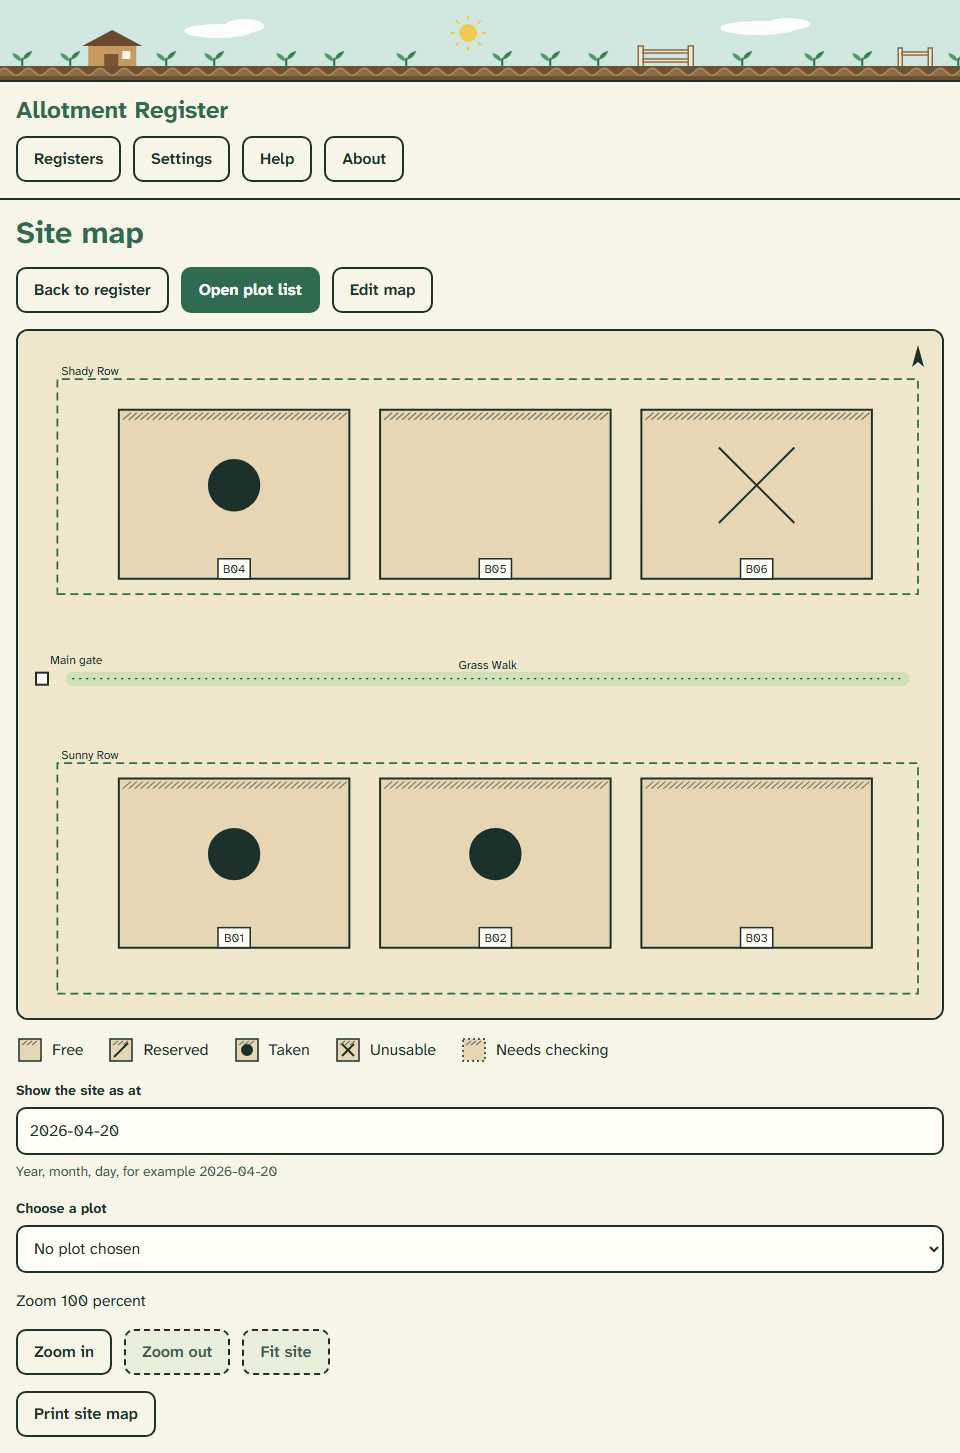 Allotment Register
Registers Settings Help About
Site map
Back to register Open plot list Edit map
Shady Row
B04 B05 B06
Main gate
Grass Walk
Sunny Row
B01 B02 B03
Free Reserved Taken Unusable Needs checking
Show the site as at
2026-04-20
Year, month, day, for example 2026-04-20
Choose a plot
No plot chosen
Zoom 100 percent
Zoom in Zoom out Fit site
Print site map